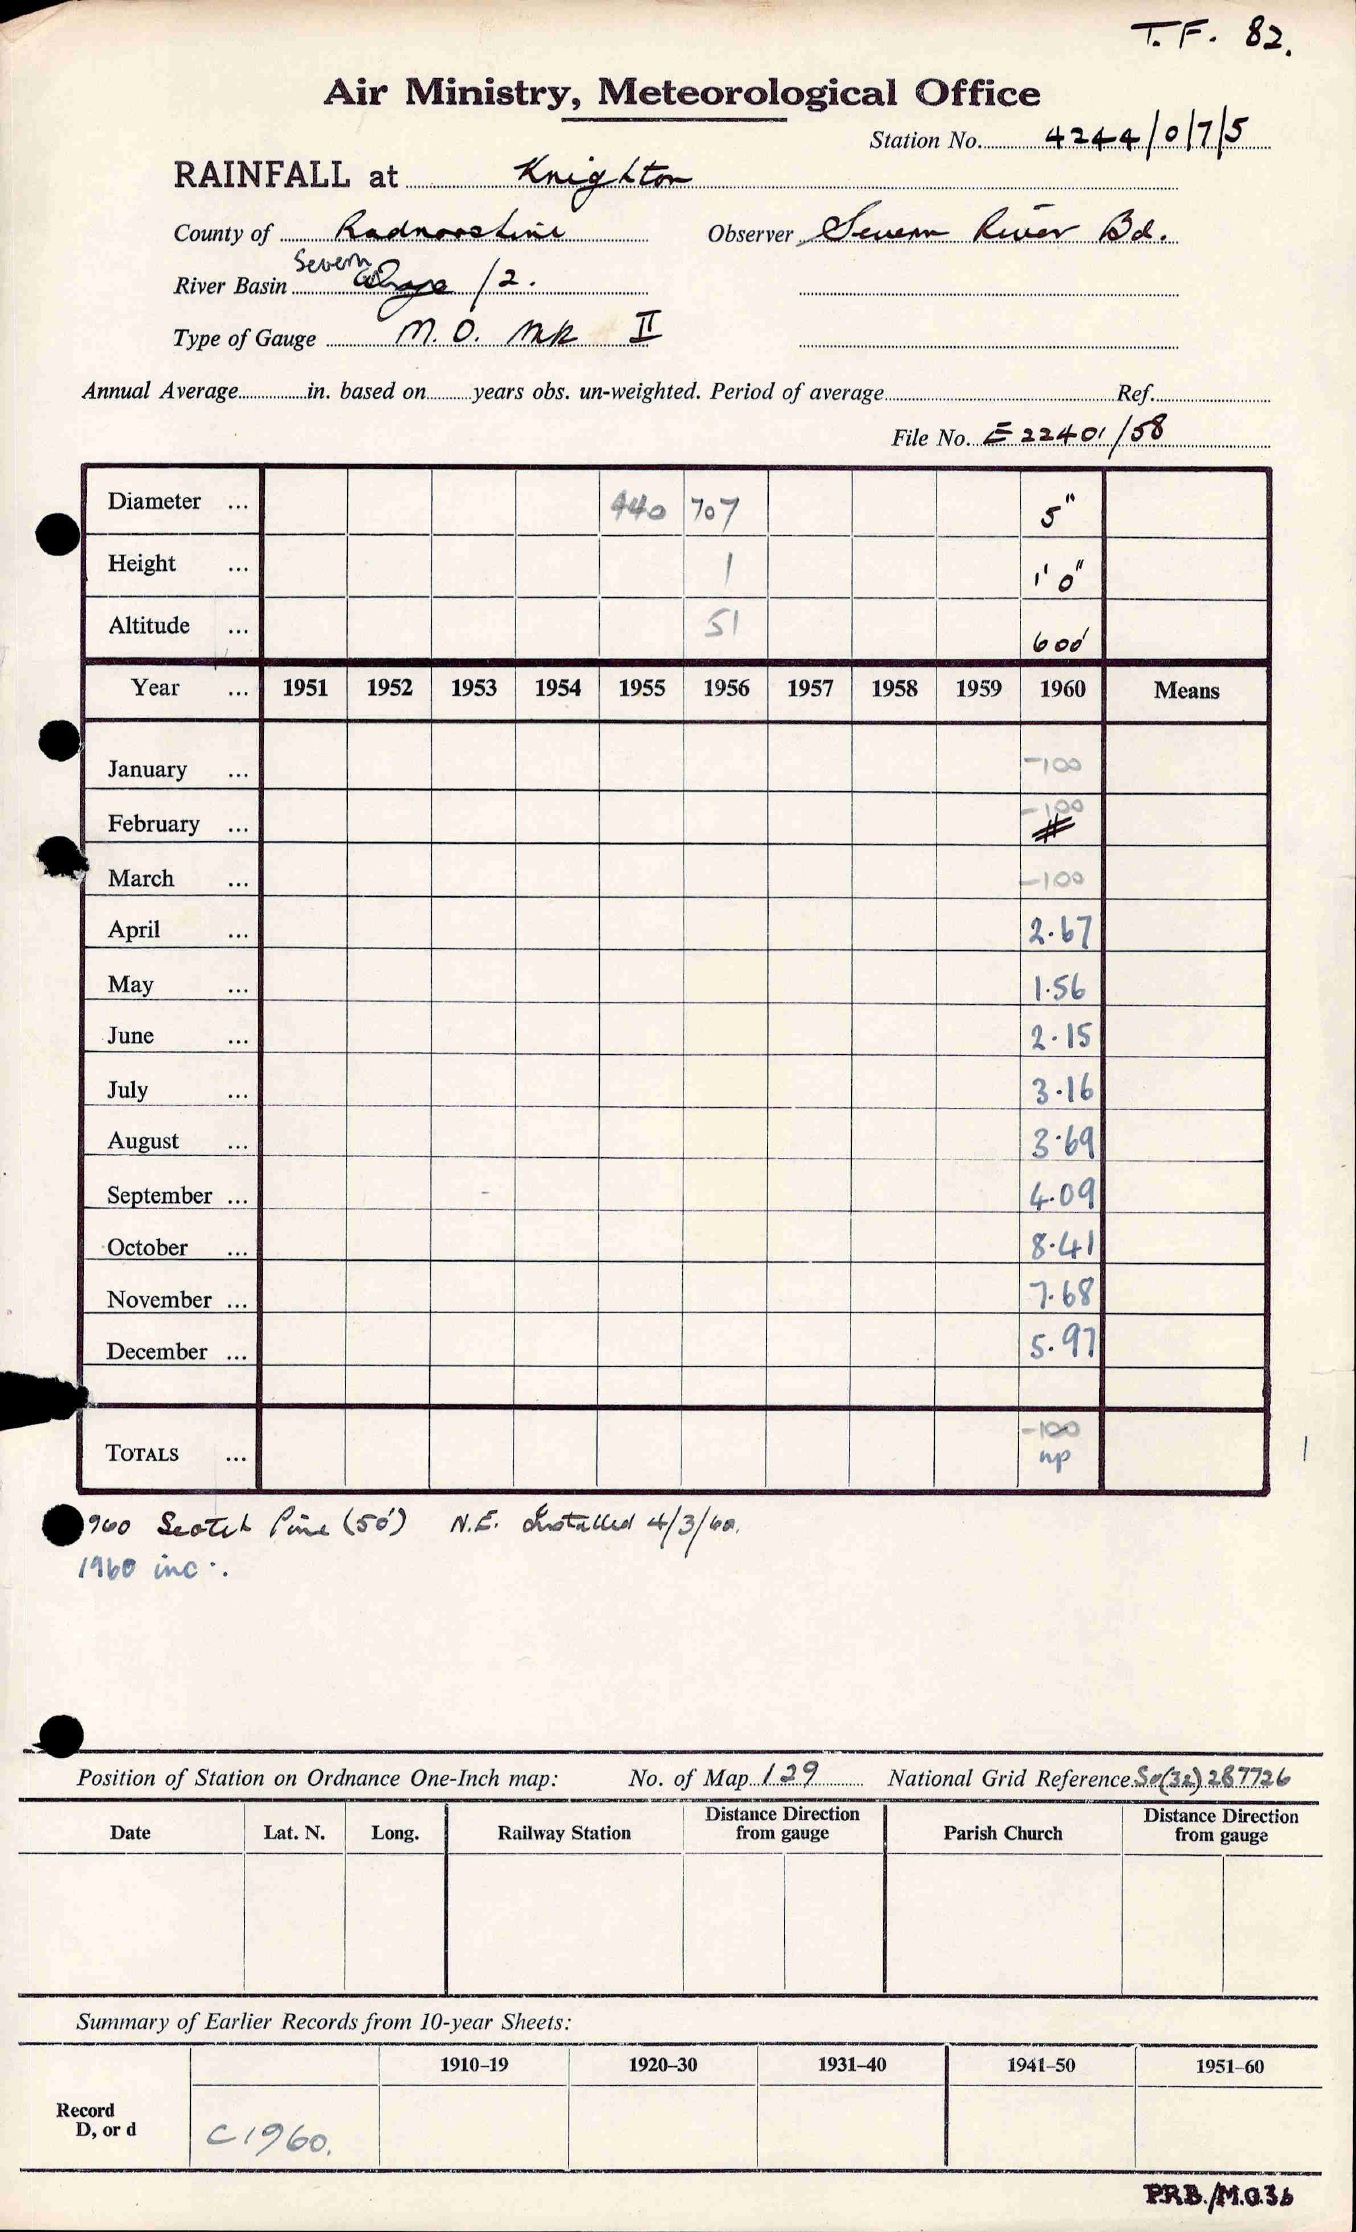 T. F. 82.
Air Ministry, Meteorological Office
Station No. 4244/0/7/5
RAINFALL at Knighton
County of Radnorshire Observer Severn River Bd.
Severn
River Basin /2.
Type of Gauge M.O. MK II
Annual Average in. based on years obs. un-weighted. Period of average Ref.
File No. E 22401/58
Diameter ... 440 707 5"
Height ... 1 1' 0"
Altitude ... 51 600'
Year ... 1951 1952 1953 1954 1955 1956 1957 1958 1959 1960 Means
January ... -100
February ... -100
March ... -100
April ... 2.67
May ... 1.56
June ... 2.15
July ... 3.16
August ... 3.69
September ... 4.09
October ... 8.41
November ... 7.68
December ... 5.97
-100
TOTALS ... np
960 Scotch Pine (50') N.E. Installed 4/3/60.
1960 inc.
Position of Station on Ordnance One-Inch map: No. of Map 129 National Grid Reference SO(32) 287726
Date Lat. N. Long. Railway Station Distance Direction from gauge Parish Church Distance Direction from gauge
Summary of Earlier Records from 10-year Sheets:
1910–19 1920–30 1931–40 1941–50 1951–60
Record
D, or d C1960.
P.R.B./M.O.3b